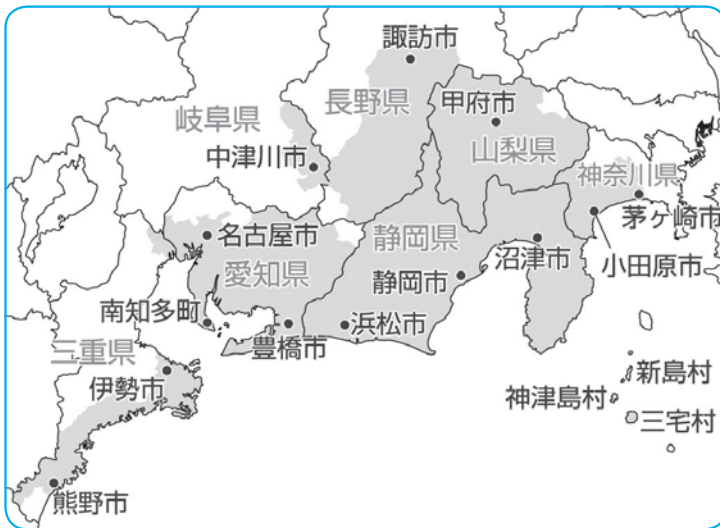 諏訪市
長野県
甲府市
岐阜県
山梨県
中津川市
神奈川県
茅ヶ崎市
名古屋市
静岡県
沼津市
小田原市
愛知県
静岡市
南知多町
浜松市
豊橋市
三重県
伊勢市
新島村
神津島村
三宅村
熊野市